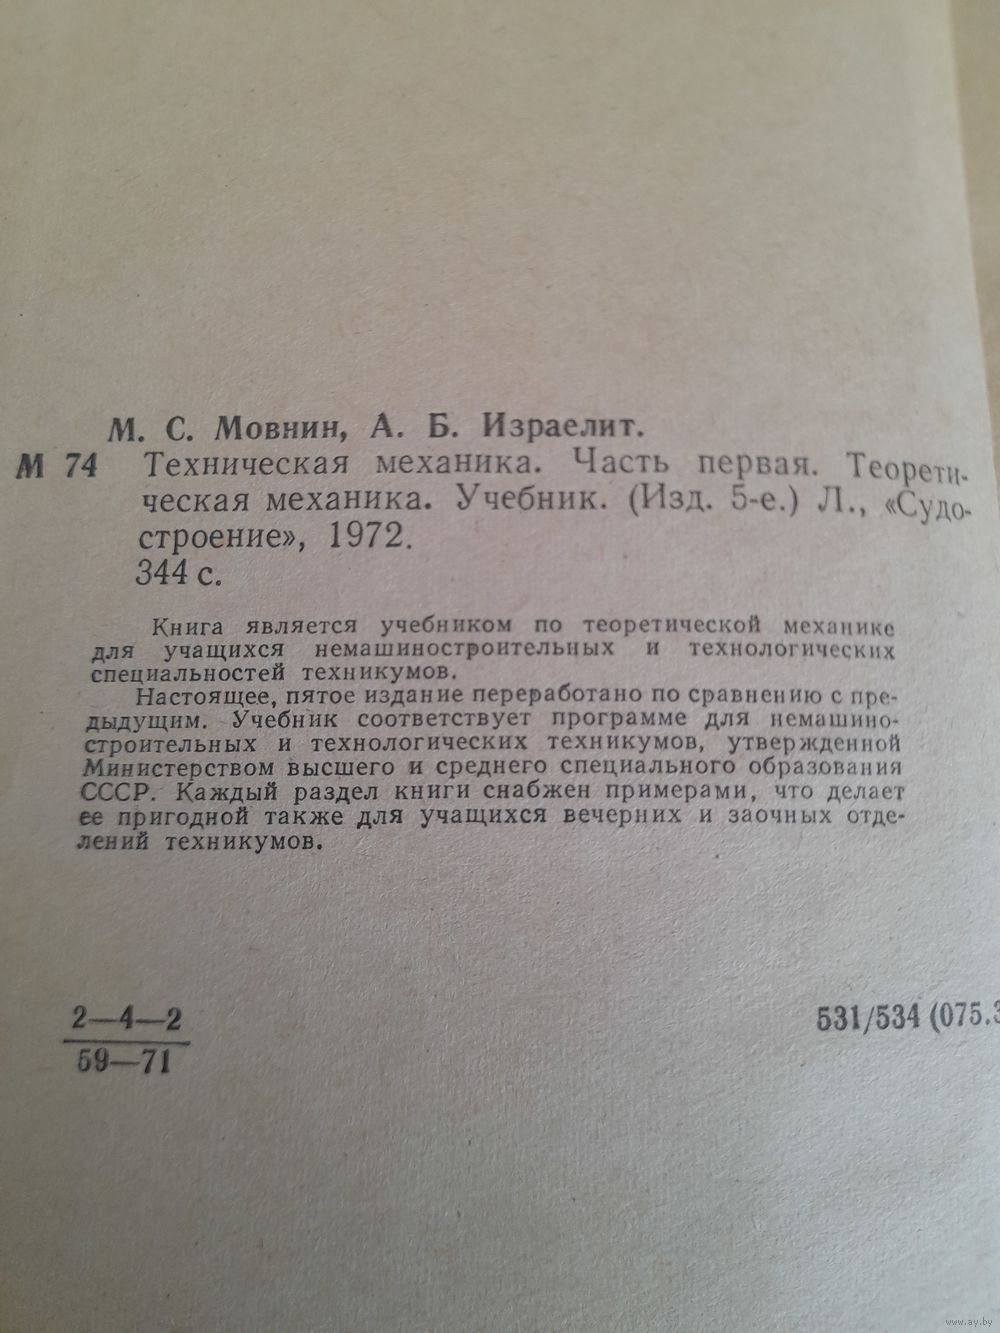 М. С. Мовнин, А. Б. Израелит.
М 74 Техническая механика. Часть первая. Теорети-
ческая механика. Учебник. (Изд. 5-е.) Л., «Судо-
строение», 1972.
344 с.
Книга является учебником по теоретической механике
для учащихся немашиностроительных и технологических
специальностей техникумов.
Настоящее, пятое издание переработано по сравнению с пре-
дыдущим. Учебник соответствует программе для немашино-
строительных и технологических техникумов, утвержденной
Министерством высшего и среднего специального образования
СССР. Каждый раздел книги снабжен примерами, что делает
ее пригодной также для учащихся вечерних и заочных отде-
лений техникумов.
2—4—2
59—71
531/534 (075.3
www.ay.by